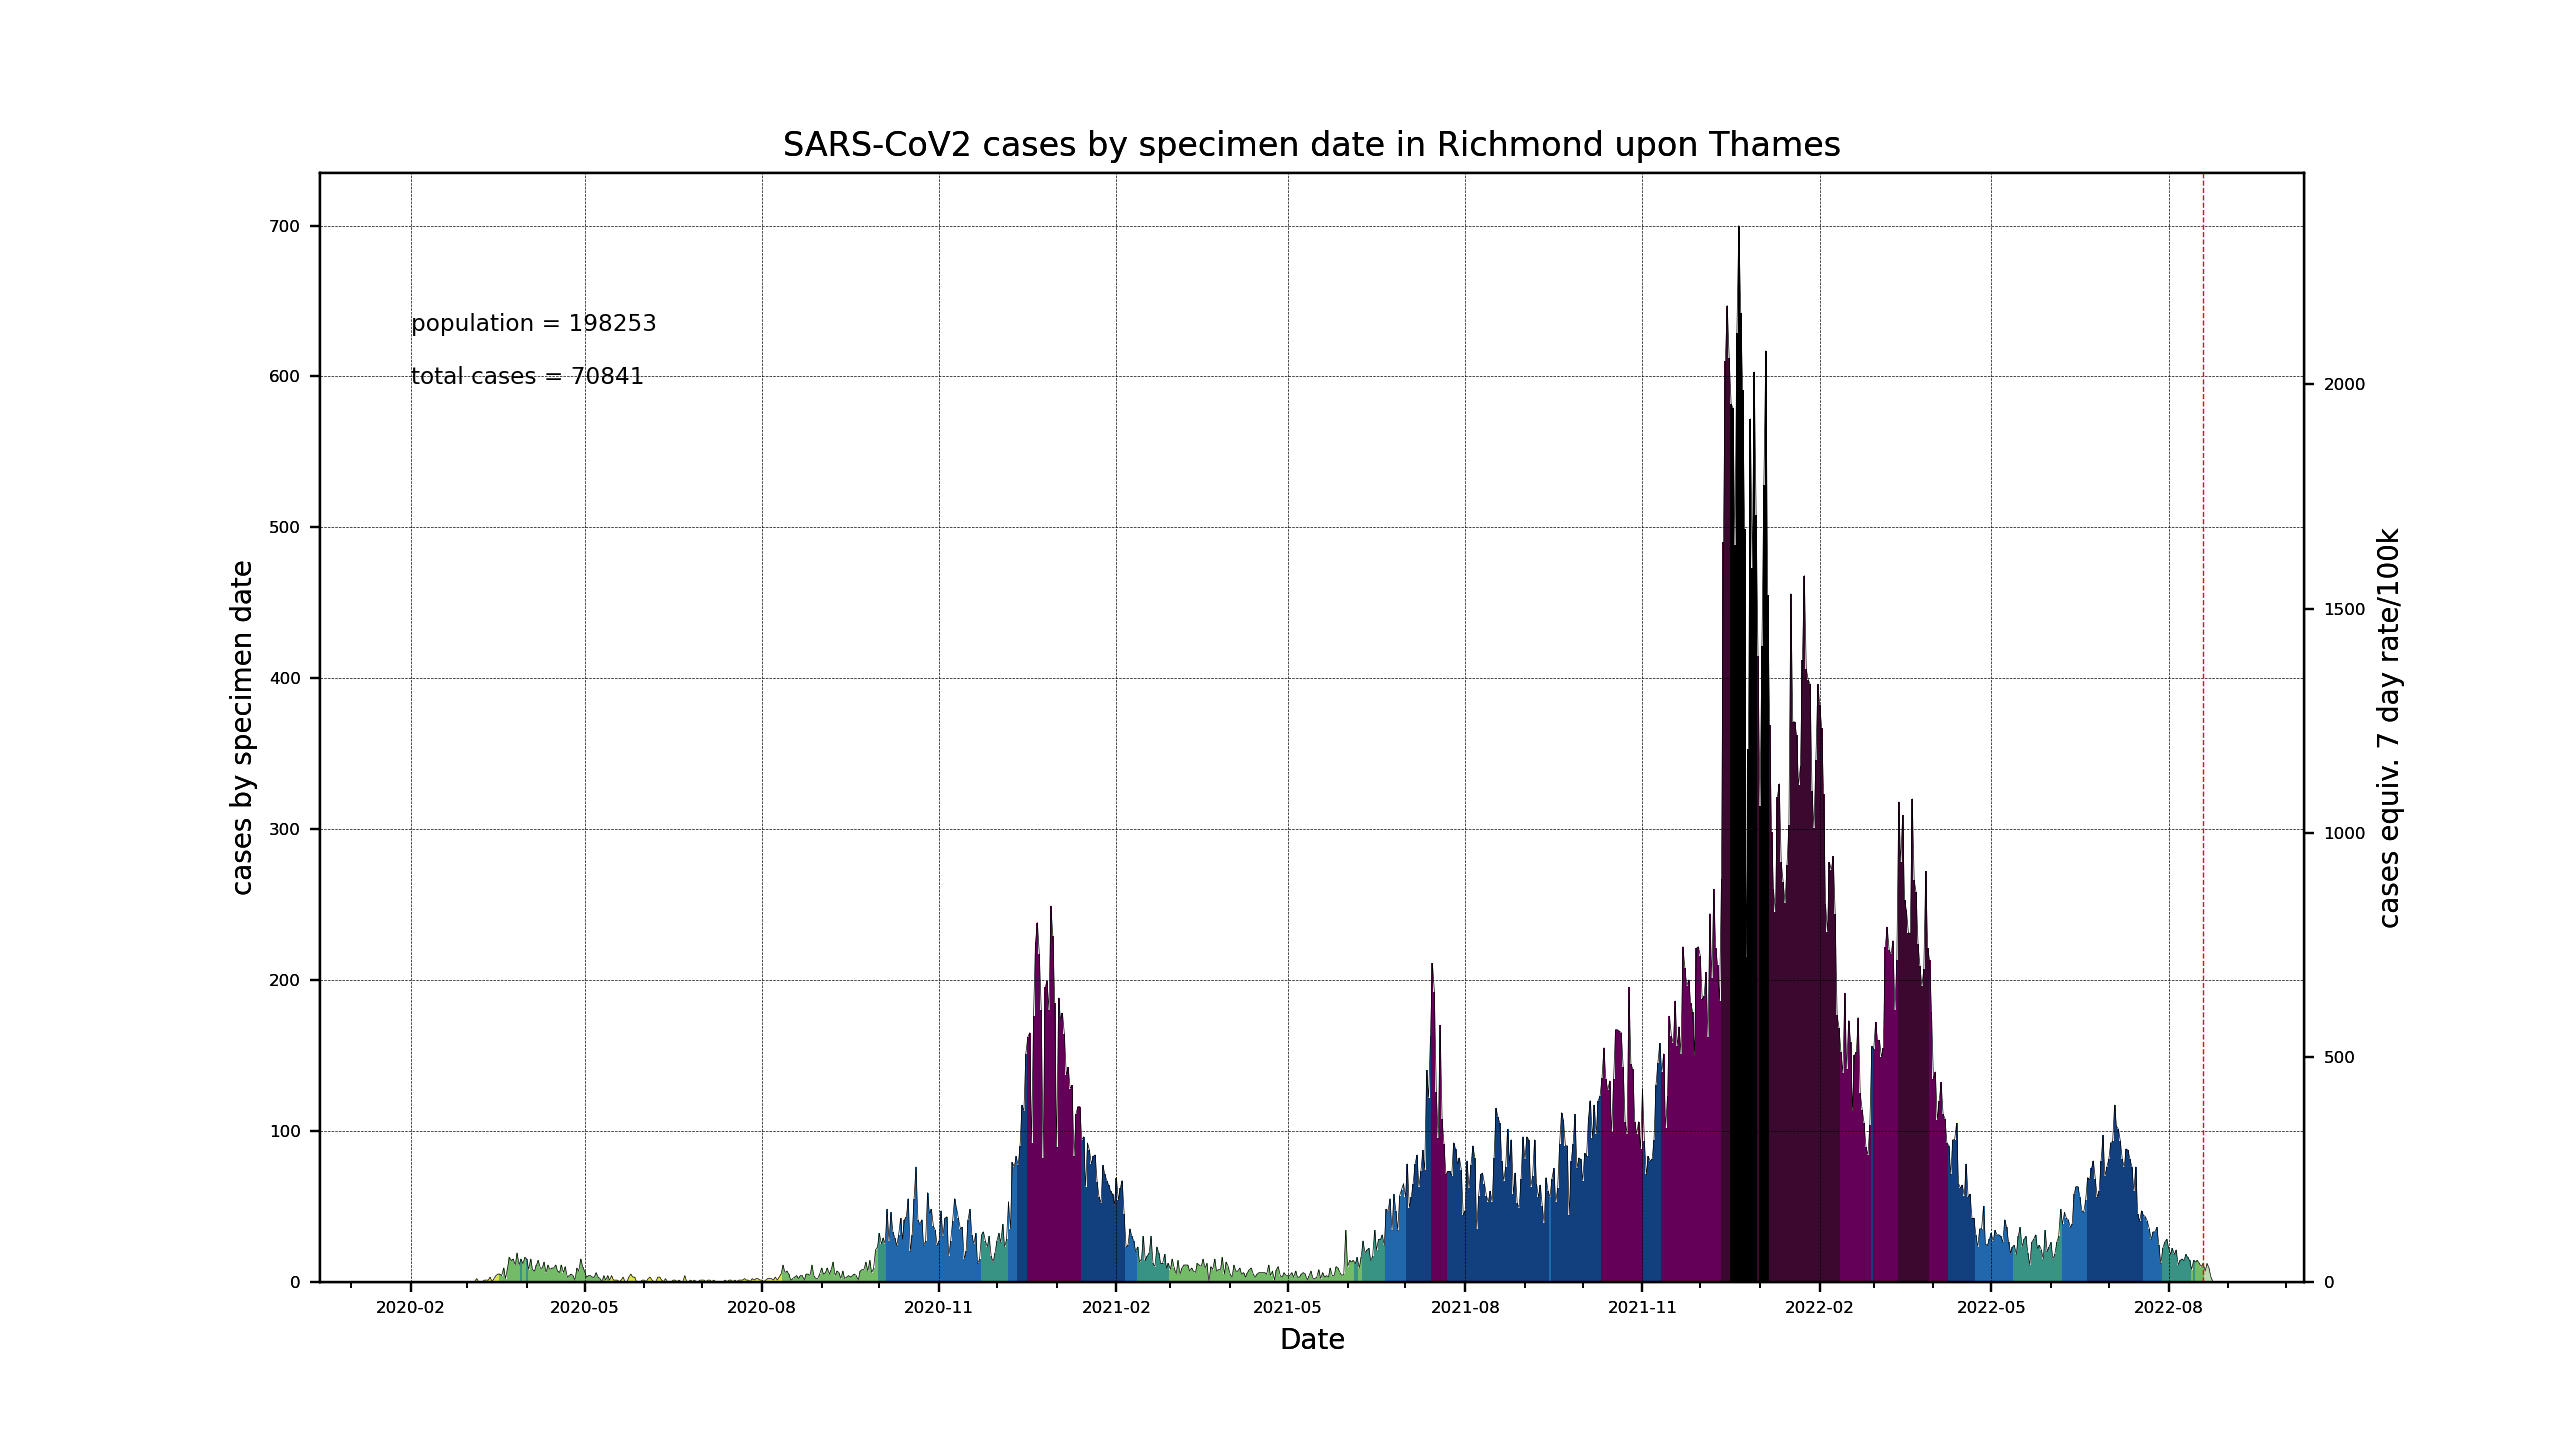 SARS-CoV2 cases by specimen date in Richmond upon Thames
population = 198253
total cases = 70841
cases by specimen date
700
600
500
400
300
200
100
0
2000
1500
1000
500
0
cases equiv. 7 day rate/100k
2020-02 2020-05 2020-08 2020-11 2021-02 2021-05 2021-08 2021-11 2022-02 2022-05 2022-08
Date